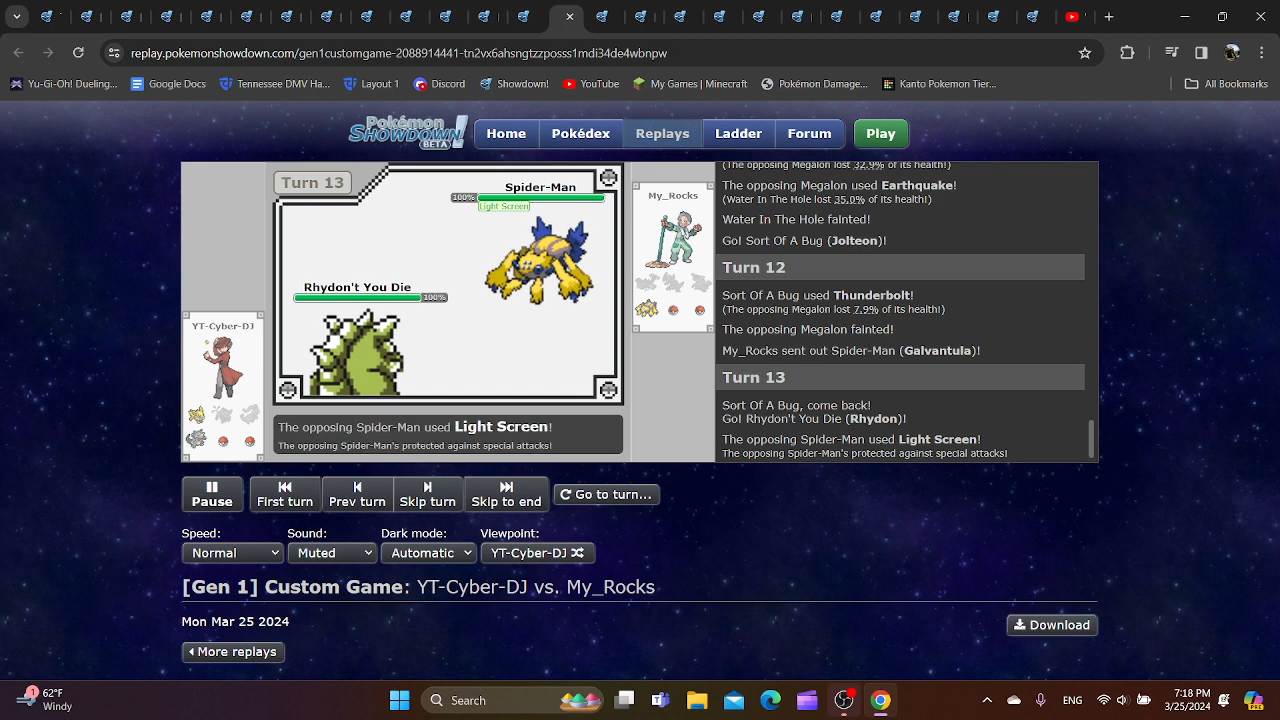 replay.pokemonshowdown.com/gen1customgame-2088914441-tn2vx6ahsngtzzposss1mdi34de4wbnpw
Yu-Gi-Oh! Dueling...
Google Docs
Tennessee DMV Ha...
Layout 1
Discord
Showdown!
YouTube
My Games | Minecraft
Pokémon Damage...
Kanto Pokemon Tier...
All Bookmarks
Pokémon
SHOWDOWN!
BETA
Home
Pokédex
Replays
Ladder
Forum
Play
Turn 13
Spider-Man
100%
Light Screen
Rhydon't You Die
100%
YT-Cyber-DJ
My_Rocks
The opposing Spider-Man used Light Screen!
The opposing Spider-Man's protected against special attacks!
(The opposing Megalon lost 32.9% of its health!)
The opposing Megalon used Earthquake!
(Water In The Hole lost 35.0% of its health!)
Water In The Hole fainted!
Go! Sort Of A Bug (Jolteon)!
Turn 12
Sort Of A Bug used Thunderbolt!
(The opposing Megalon lost 7.9% of its health!)
The opposing Megalon fainted!
My_Rocks sent out Spider-Man (Galvantula)!
Turn 13
Sort Of A Bug, come back!
Go! Rhydon't You Die (Rhydon)!
The opposing Spider-Man used Light Screen!
The opposing Spider-Man's protected against special attacks!
Pause
First turn
Prev turn
Skip turn
Skip to end
Go to turn...
Speed:
Sound:
Dark mode:
Viewpoint:
Normal
Muted
Automatic
YT-Cyber-DJ
[Gen 1] Custom Game: YT-Cyber-DJ vs. My_Rocks
Mon Mar 25 2024
Download
More replays
1
62°F
Windy
Search
ENG
7:18 PM
3/25/2024
PRE